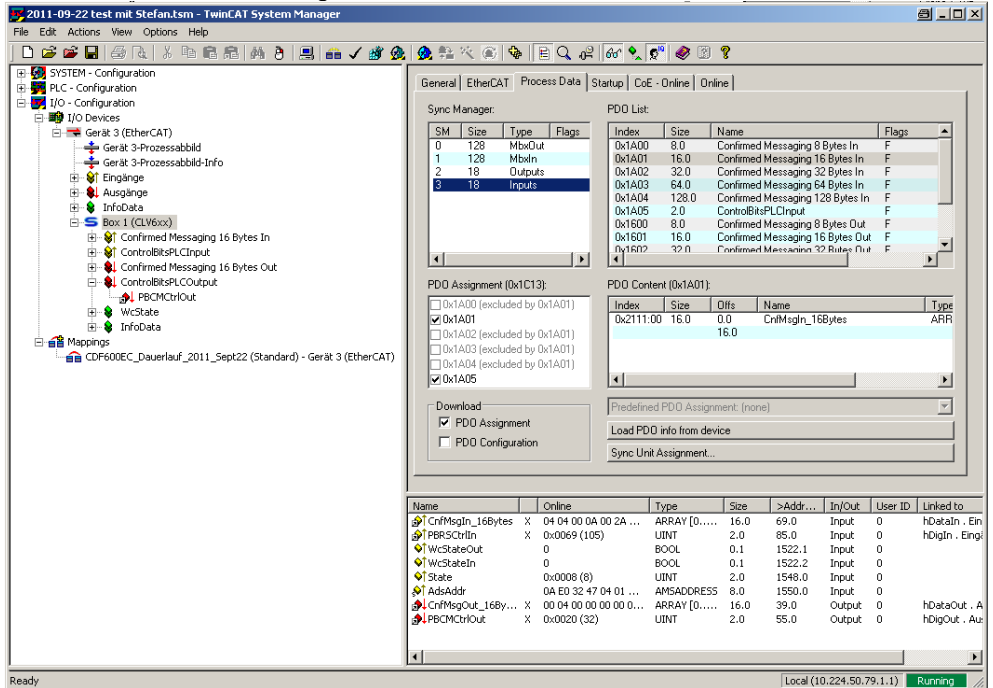 2011-09-22 test mit Stefan.tsm - TwinCAT System Manager
File Edit Actions View Options Help
SYSTEM - Configuration
PLC - Configuration
I/O - Configuration
I/O Devices
Gerät 3 (EtherCAT)
Gerät 3-Prozessabbild
Gerät 3-Prozessabbild-Info
Eingänge
Ausgänge
InfoData
Box 1 (CLV6xx)
Confirmed Messaging 16 Bytes In
ControlBitsPLCInput
Confirmed Messaging 16 Bytes Out
ControlBitsPLCOutput
PBCMCtrlOut
WcState
InfoData
Mappings
CDF600EC_Dauerlauf_2011_Sept22 (Standard) - Gerät 3 (EtherCAT)
General EtherCAT Process Data Startup CoE - Online Online
Sync Manager:
SM Size Type Flags
0 128 MbxOut
1 128 MbxIn
2 18 Outputs
3 18 Inputs
PDO List:
Index Size Name Flags
0x1A00 8.0 Confirmed Messaging 8 Bytes In F
0x1A01 16.0 Confirmed Messaging 16 Bytes In F
0x1A02 32.0 Confirmed Messaging 32 Bytes In F
0x1A03 64.0 Confirmed Messaging 64 Bytes In F
0x1A04 128.0 Confirmed Messaging 128 Bytes In F
0x1A05 2.0 ControlBitsPLCInput F
0x1600 8.0 Confirmed Messaging 8 Bytes Out F
0x1601 16.0 Confirmed Messaging 16 Bytes Out F
0x1602 32.0 Confirmed Messaging 32 Bytes Out F
PDO Assignment (0x1C13):
0x1A00 (excluded by 0x1A01)
0x1A01
0x1A02 (excluded by 0x1A01)
0x1A03 (excluded by 0x1A01)
0x1A04 (excluded by 0x1A01)
0x1A05
PDO Content (0x1A01):
Index Size Offs Name Type
0x2111:00 16.0 0.0 CnfMsgIn_16Bytes ARR
16.0
Download
PDO Assignment
PDO Configuration
Predefined PDO Assignment: (none)
Load PDO info from device
Sync Unit Assignment...
Name Online Type Size >Addr... In/Out User ID Linked to
CnfMsgIn_16Bytes X 04 04 00 0A 00 2A ... ARRAY [0..... 16.0 69.0 Input 0 hDataIn . Ein
PBRSCtrlIn X 0x0069 (105) UINT 2.0 85.0 Input 0 hDigIn . Eingä
WcStateOut 0 BOOL 0.1 1522.1 Input 0
WcStateIn 0 BOOL 0.1 1522.2 Input 0
State 0x0008 (8) UINT 2.0 1548.0 Input 0
AdsAddr 0A E0 32 47 04 01 ... AMSADDRESS 8.0 1550.0 Input 0
CnfMsgOut_16By... X 00 04 00 00 00 00 0... ARRAY [0..... 16.0 39.0 Output 0 hDataOut . A
PBCMCtrlOut X 0x0020 (32) UINT 2.0 55.0 Output 0 hDigOut . Au
Ready
Local (10.224.50.79.1.1) Running